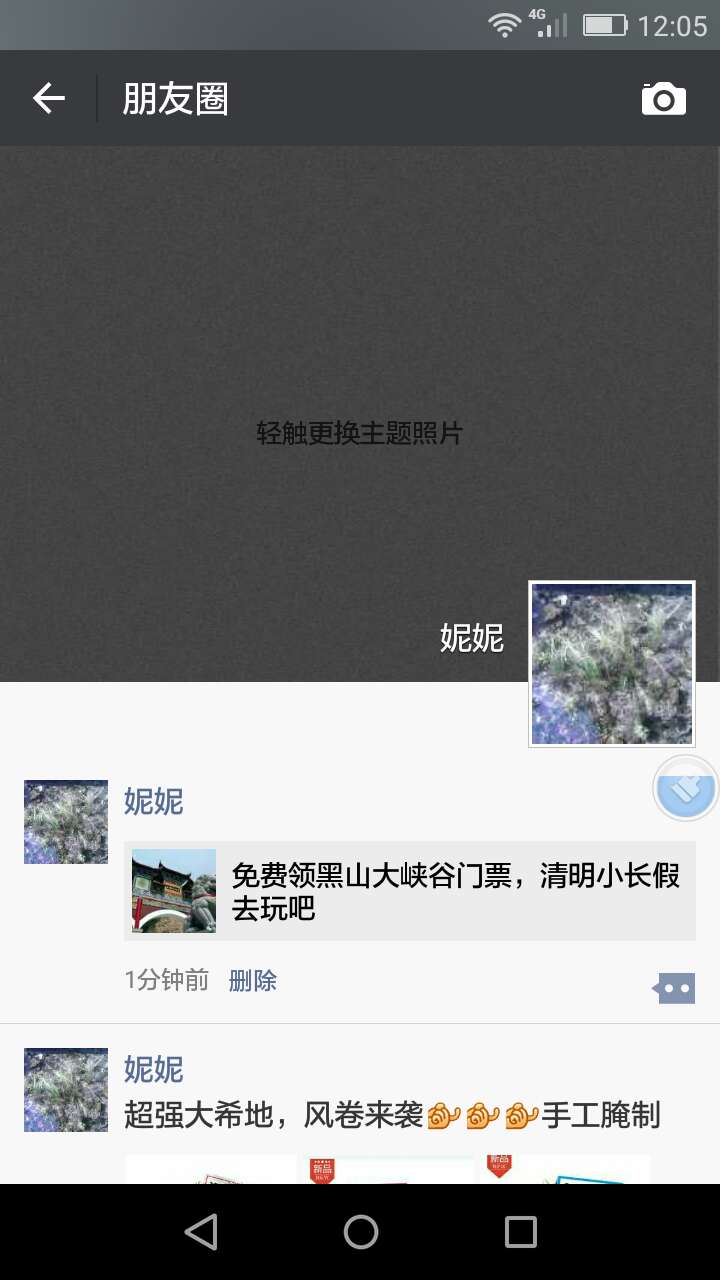 4G 12:05
朋友圈
轻触更换主题照片
妮妮
妮妮
免费领黑山大峡谷门票，清明小长假
去玩吧
1分钟前 删除
妮妮
超强大希地，风卷来袭🐚🐚🐚手工腌制
新品
新品